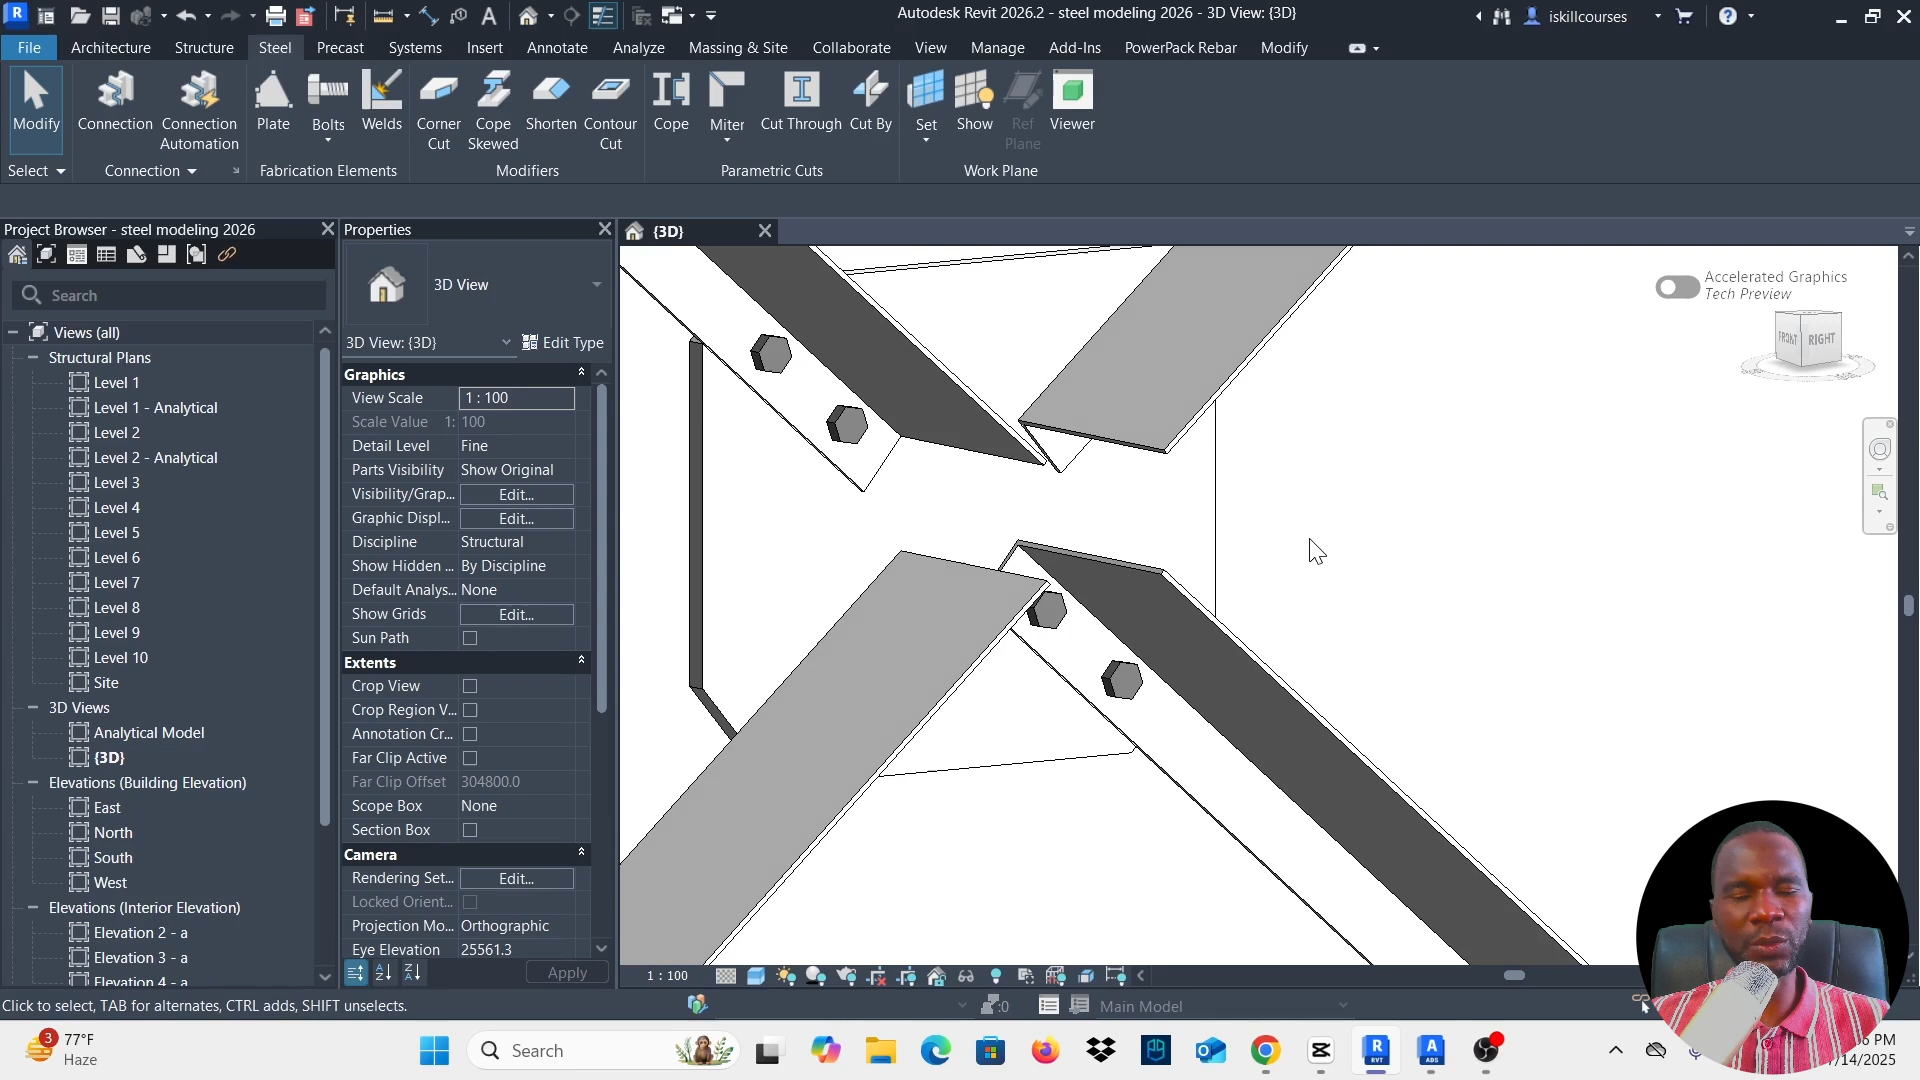 Autodesk Revit 2026.2 - steel modeling 2026 - 3D View: {3D}
iskillcourses
File
Architecture
Structure
Steel
Precast
Systems
Insert
Annotate
Analyze
Massing & Site
Collaborate
View
Manage
Add-Ins
PowerPack Rebar
Modify
Modify
Connection
Connection Automation
Plate
Bolts
Welds
Corner Cut
Cope Skewed
Shorten
Contour Cut
Cope
Miter
Cut Through
Cut By
Set
Show
Ref Plane
Viewer
Select
Connection
Fabrication Elements
Modifiers
Parametric Cuts
Work Plane
Project Browser - steel modeling 2026
Search
Views (all)
Structural Plans
Level 1
Level 1 - Analytical
Level 2
Level 2 - Analytical
Level 3
Level 4
Level 5
Level 6
Level 7
Level 8
Level 9
Level 10
Site
3D Views
Analytical Model
{3D}
Elevations (Building Elevation)
East
North
South
West
Elevations (Interior Elevation)
Elevation 2 - a
Elevation 3 - a
Elevation 4 - a
Properties
3D View
3D View: {3D}
Edit Type
Graphics
View Scale 1 : 100
Scale Value 1: 100
Detail Level Fine
Parts Visibility Show Original
Visibility/Grap... Edit...
Graphic Displ... Edit...
Discipline Structural
Show Hidden ... By Discipline
Default Analys... None
Show Grids Edit...
Sun Path
Extents
Crop View
Crop Region V...
Annotation Cr...
Far Clip Active
Far Clip Offset 304800.0
Scope Box None
Section Box
Camera
Rendering Set... Edit...
Locked Orient...
Projection Mo... Orthographic
Eye Elevation 25561.3
Apply
{3D}
Accelerated Graphics
Tech Preview
FRONT
RIGHT
1 : 100
Click to select, TAB for alternates, CTRL adds, SHIFT unselects.
:0
Main Model
3
77°F
Haze
Search
PM
/14/2025